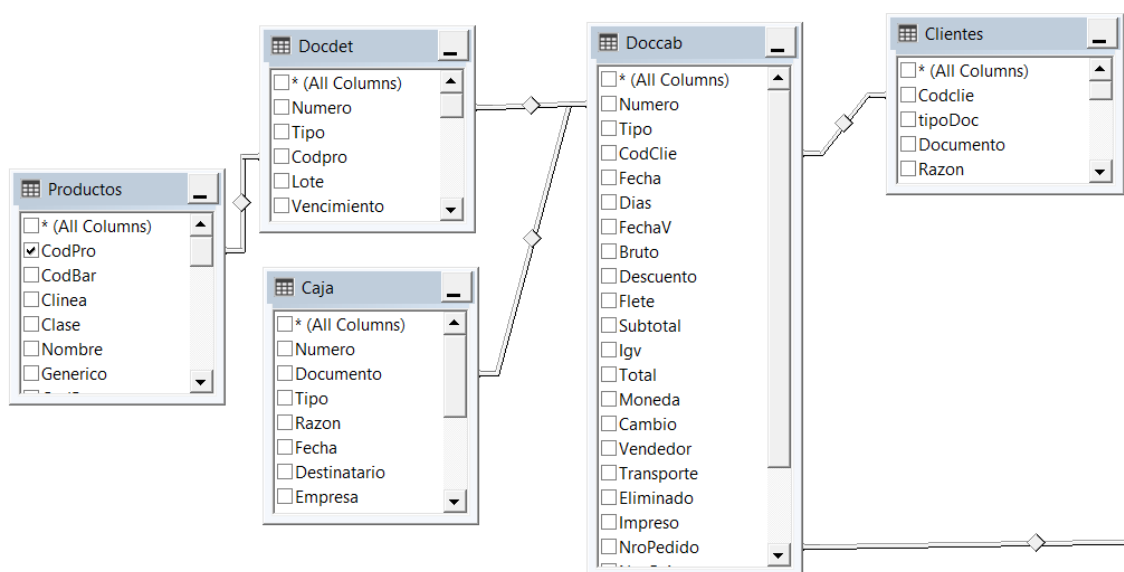 Productos
* (All Columns)
CodPro
CodBar
Clinea
Clase
Nombre
Generico
Docdet
* (All Columns)
Numero
Tipo
Codpro
Lote
Vencimiento
Caja
* (All Columns)
Numero
Documento
Tipo
Razon
Fecha
Destinatario
Empresa
Doccab
* (All Columns)
Numero
Tipo
CodClie
Fecha
Dias
FechaV
Bruto
Descuento
Flete
Subtotal
Igv
Total
Moneda
Cambio
Vendedor
Transporte
Eliminado
Impreso
NroPedido
Clientes
* (All Columns)
Codclie
tipoDoc
Documento
Razon